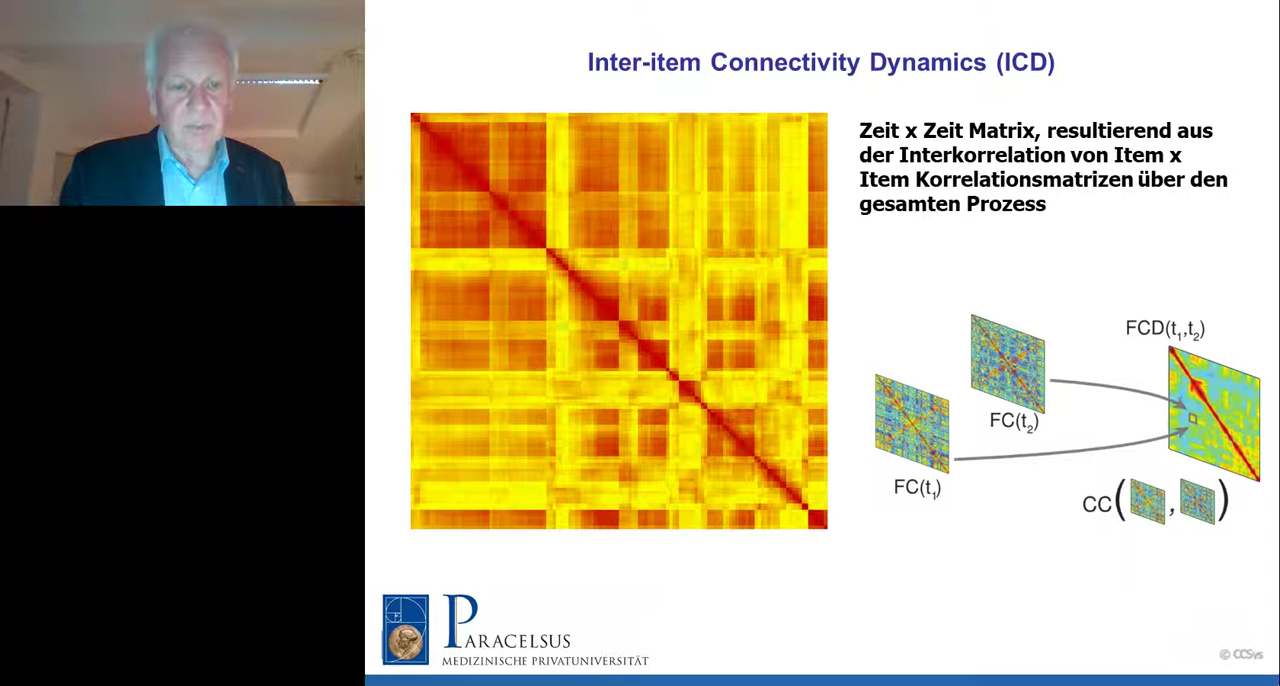 Inter-item Connectivity Dynamics (ICD)
Zeit x Zeit Matrix, resultierend aus
der Interkorrelation von Item x
Item Korrelationsmatrizen über den
gesamten Prozess
FCD(t1,t2)
FC(t2)
FC(t1)
CC( , )
PARACELSUS
MEDIZINISCHE PRIVATUNIVERSITÄT
© CCSys